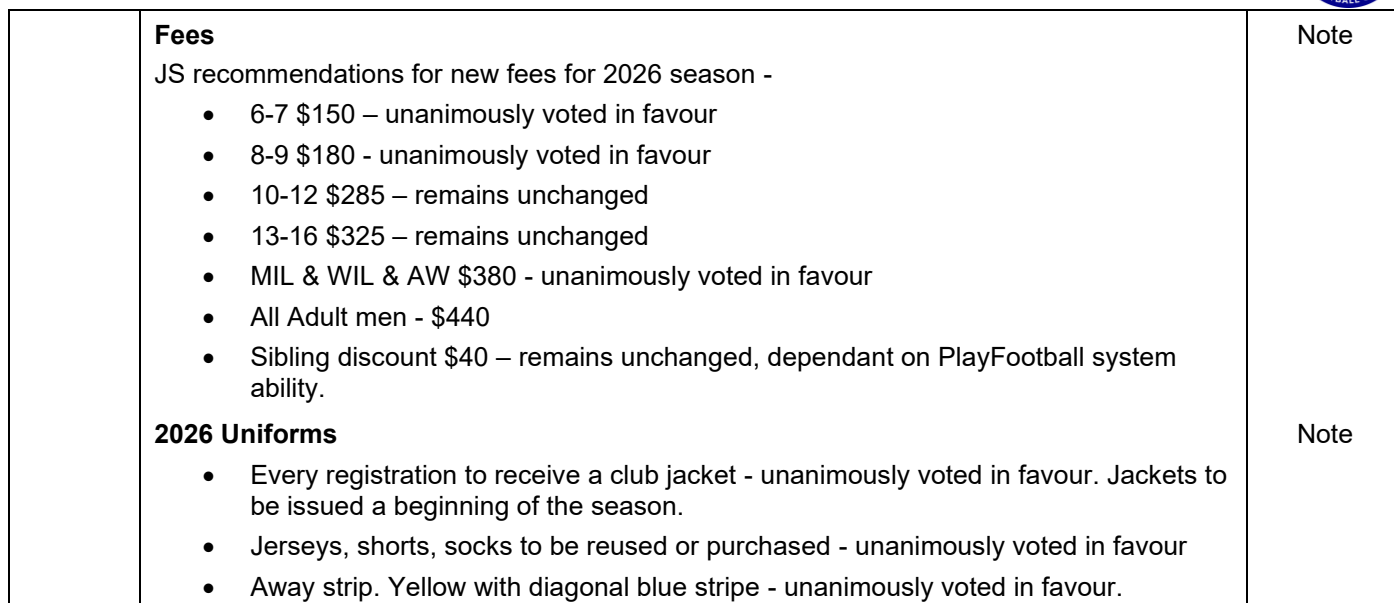 Fees
Note
JS recommendations for new fees for 2026 season -
• 6-7 $150 – unanimously voted in favour
• 8-9 $180 - unanimously voted in favour
• 10-12 $285 – remains unchanged
• 13-16 $325 – remains unchanged
• MIL & WIL & AW $380 - unanimously voted in favour
• All Adult men - $440
• Sibling discount $40 – remains unchanged, dependant on PlayFootball system
ability.
2026 Uniforms
Note
• Every registration to receive a club jacket - unanimously voted in favour. Jackets to
be issued a beginning of the season.
• Jerseys, shorts, socks to be reused or purchased - unanimously voted in favour
• Away strip. Yellow with diagonal blue stripe - unanimously voted in favour.